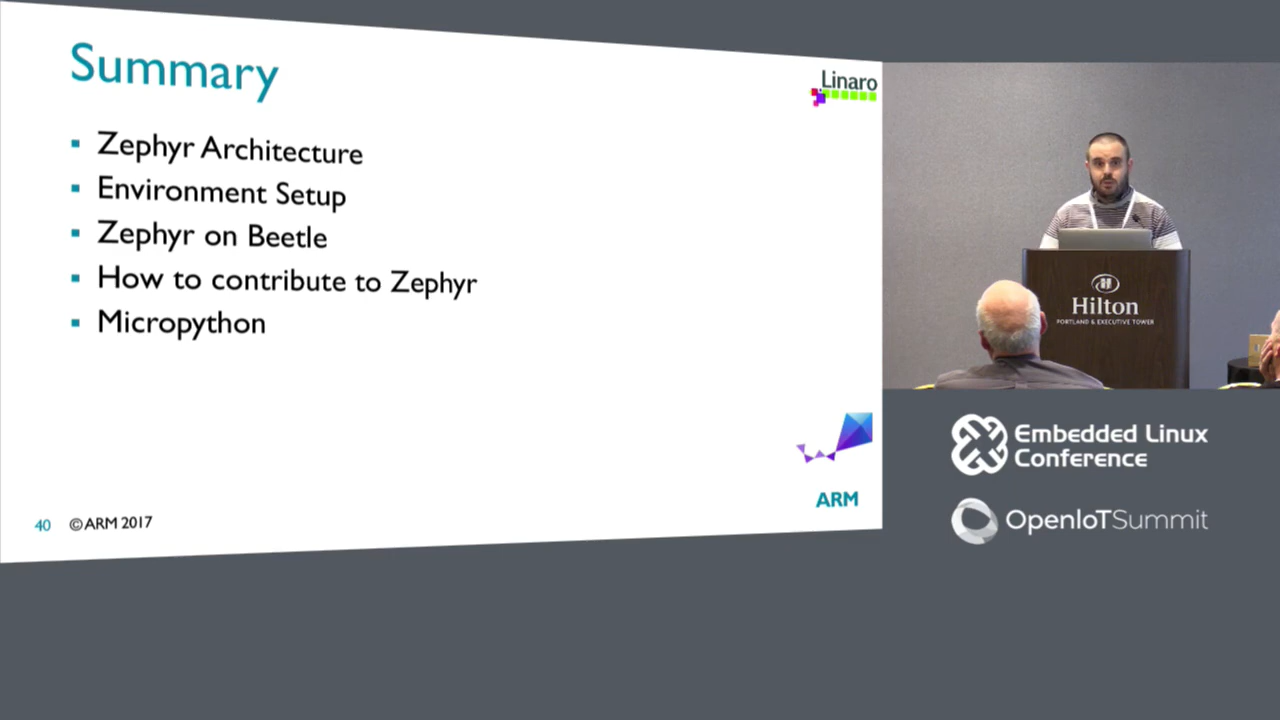 Summary
Linaro
▪ Zephyr Architecture
▪ Environment Setup
▪ Zephyr on Beetle
▪ How to contribute to Zephyr
▪ Micropython
ARM
40 © ARM 2017
Hilton
PORTLAND & EXECUTIVE TOWER
Embedded Linux
Conference
OpenIoTSummit